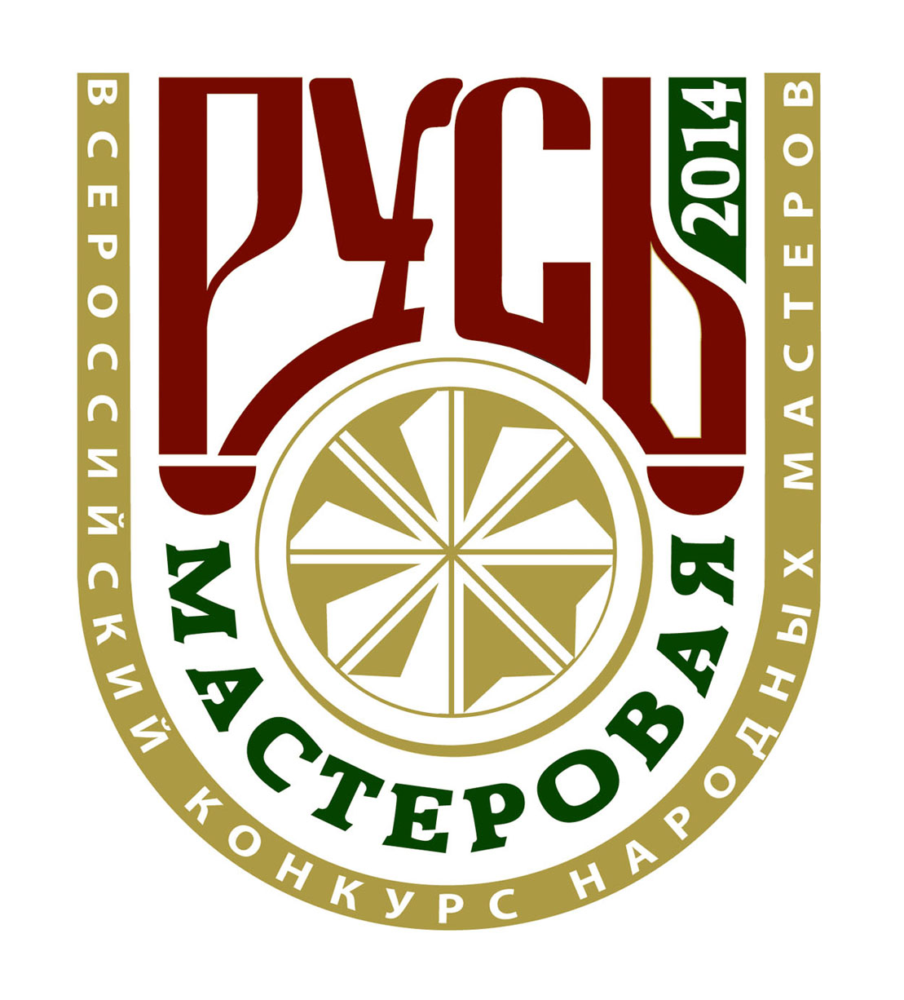 РУСЬ
2014
МАСТЕРОВАЯ
ВСЕРОССИЙСКИЙ КОНКУРС НАРОДНЫХ МАСТЕРОВ